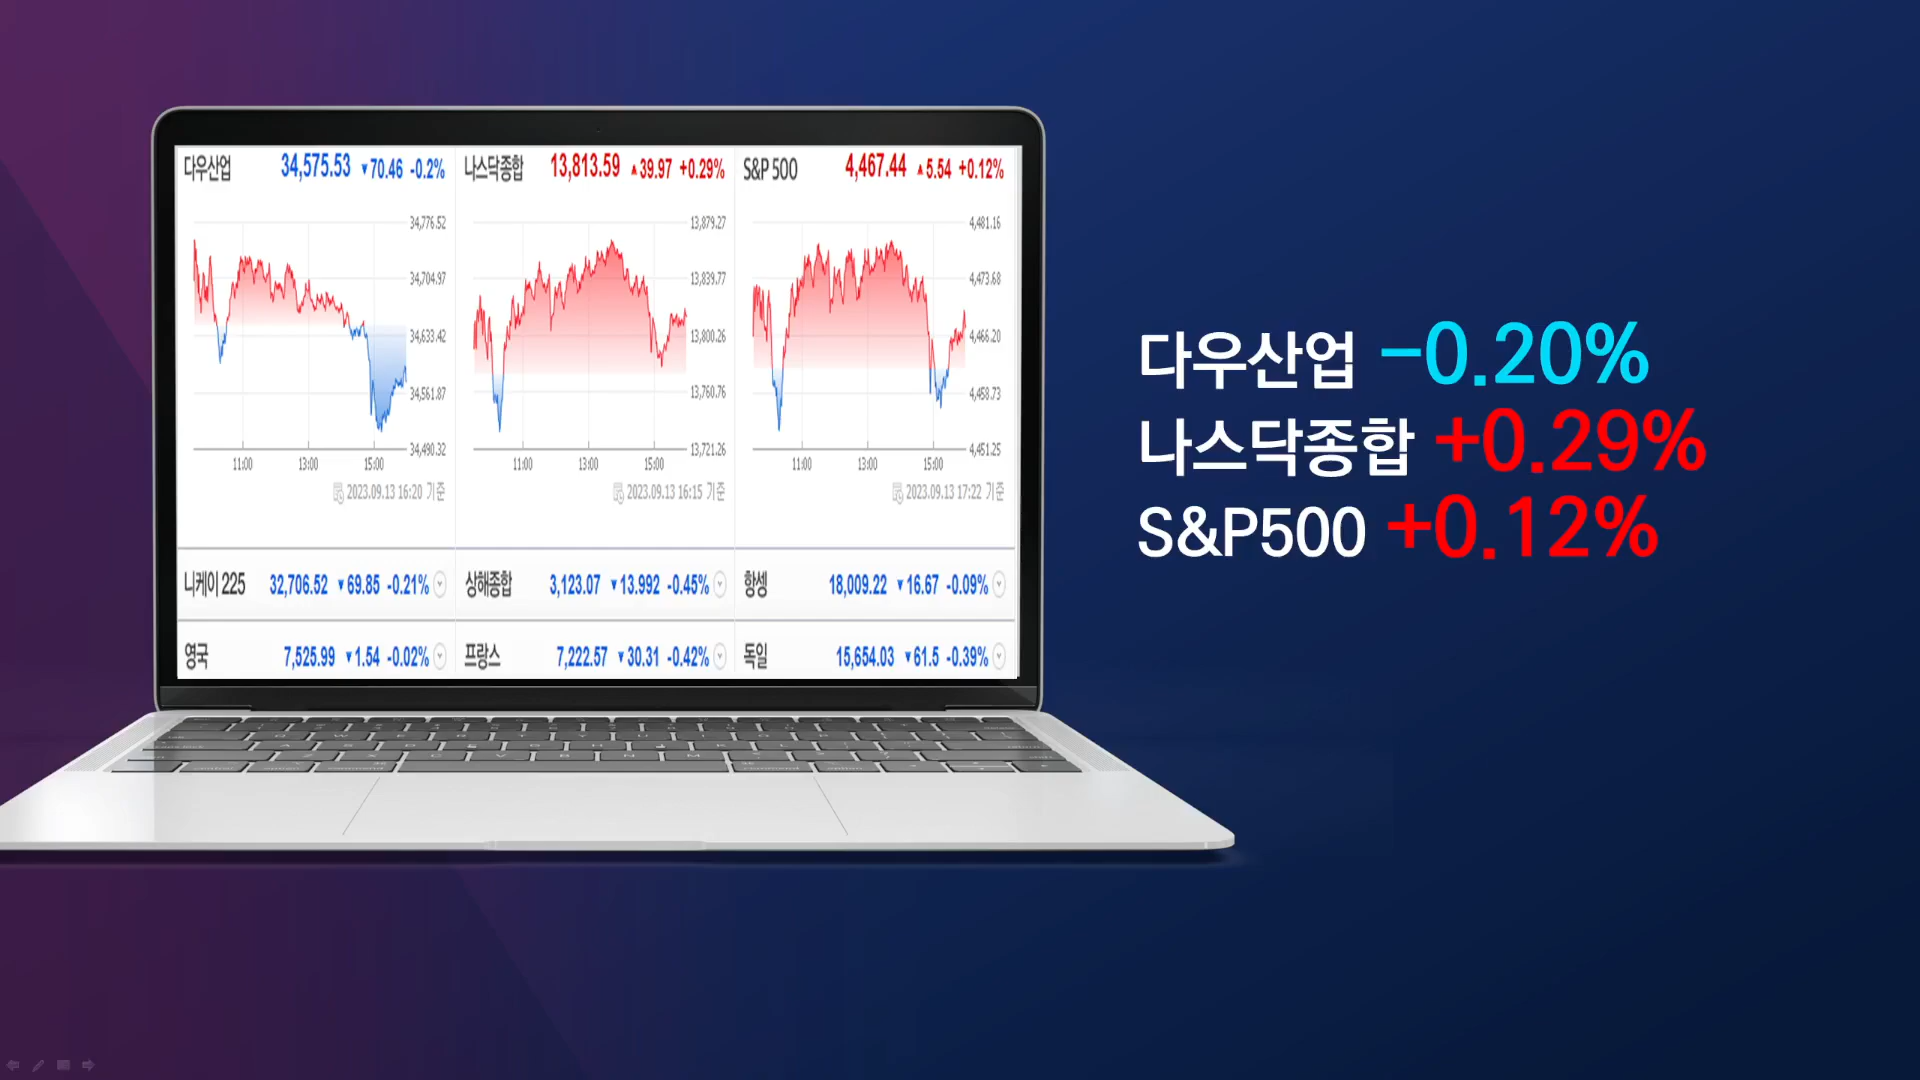 다우산업 34,575.53 ▼70.46 -0.2%
34,776.52
34,704.97
34,633.42
34,561.87
34,490.32
11:00 13:00 15:00
2023.09.13 16:20 기준
나스닥종합 13,813.59 ▲39.97 +0.29%
13,879.27
13,839.77
13,800.26
13,760.76
13,721.26
11:00 13:00 15:00
2023.09.13 16:15 기준
S&P 500 4,467.44 ▲5.54 +0.12%
4,481.16
4,473.68
4,466.20
4,458.73
4,451.25
11:00 13:00 15:00
2023.09.13 17:22 기준
니케이 225 32,706.52 ▼69.85 -0.21%
상해종합 3,123.07 ▼13.992 -0.45%
항셍 18,009.22 ▼16.67 -0.09%
영국 7,525.99 ▼1.54 -0.02%
프랑스 7,222.57 ▼30.31 -0.42%
독일 15,654.03 ▼61.5 -0.39%
다우산업 -0.20%
나스닥종합 +0.29%
S&P500 +0.12%